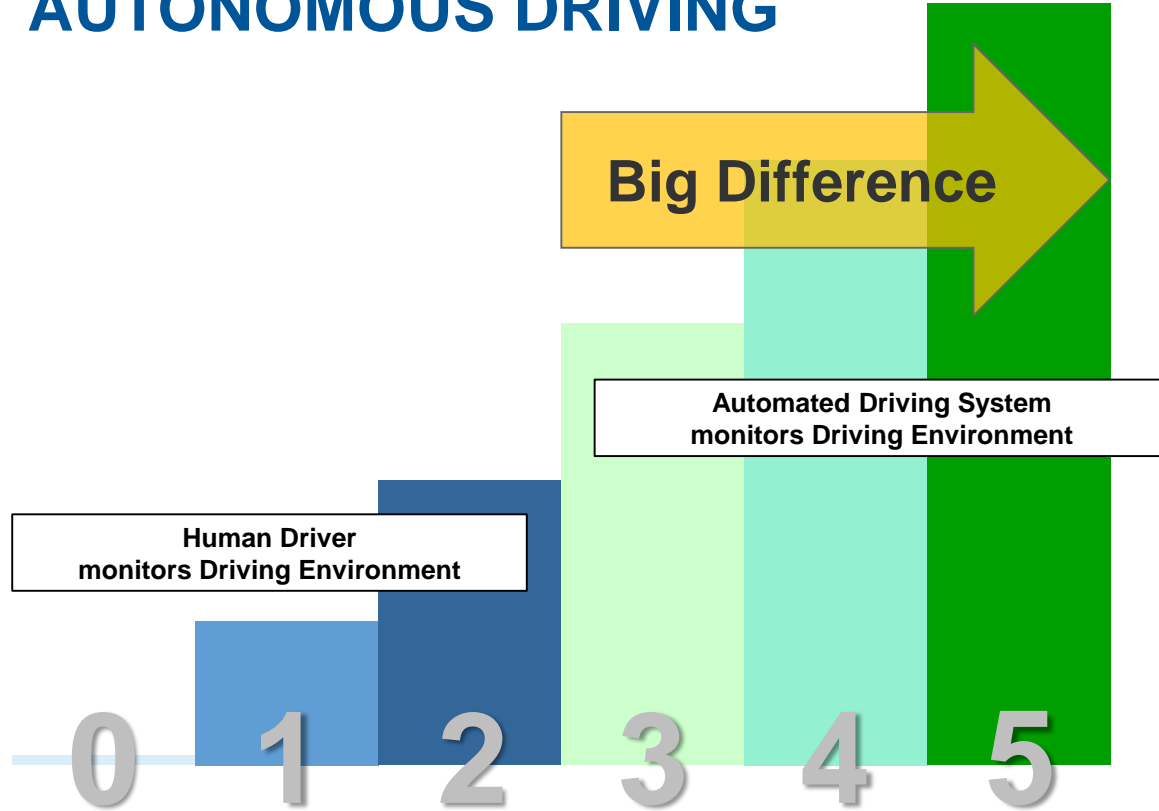 AUTONOMOUS DRIVING
Big Difference
Automated Driving System
monitors Driving Environment
Human Driver
monitors Driving Environment
0 1 2 3 4 5